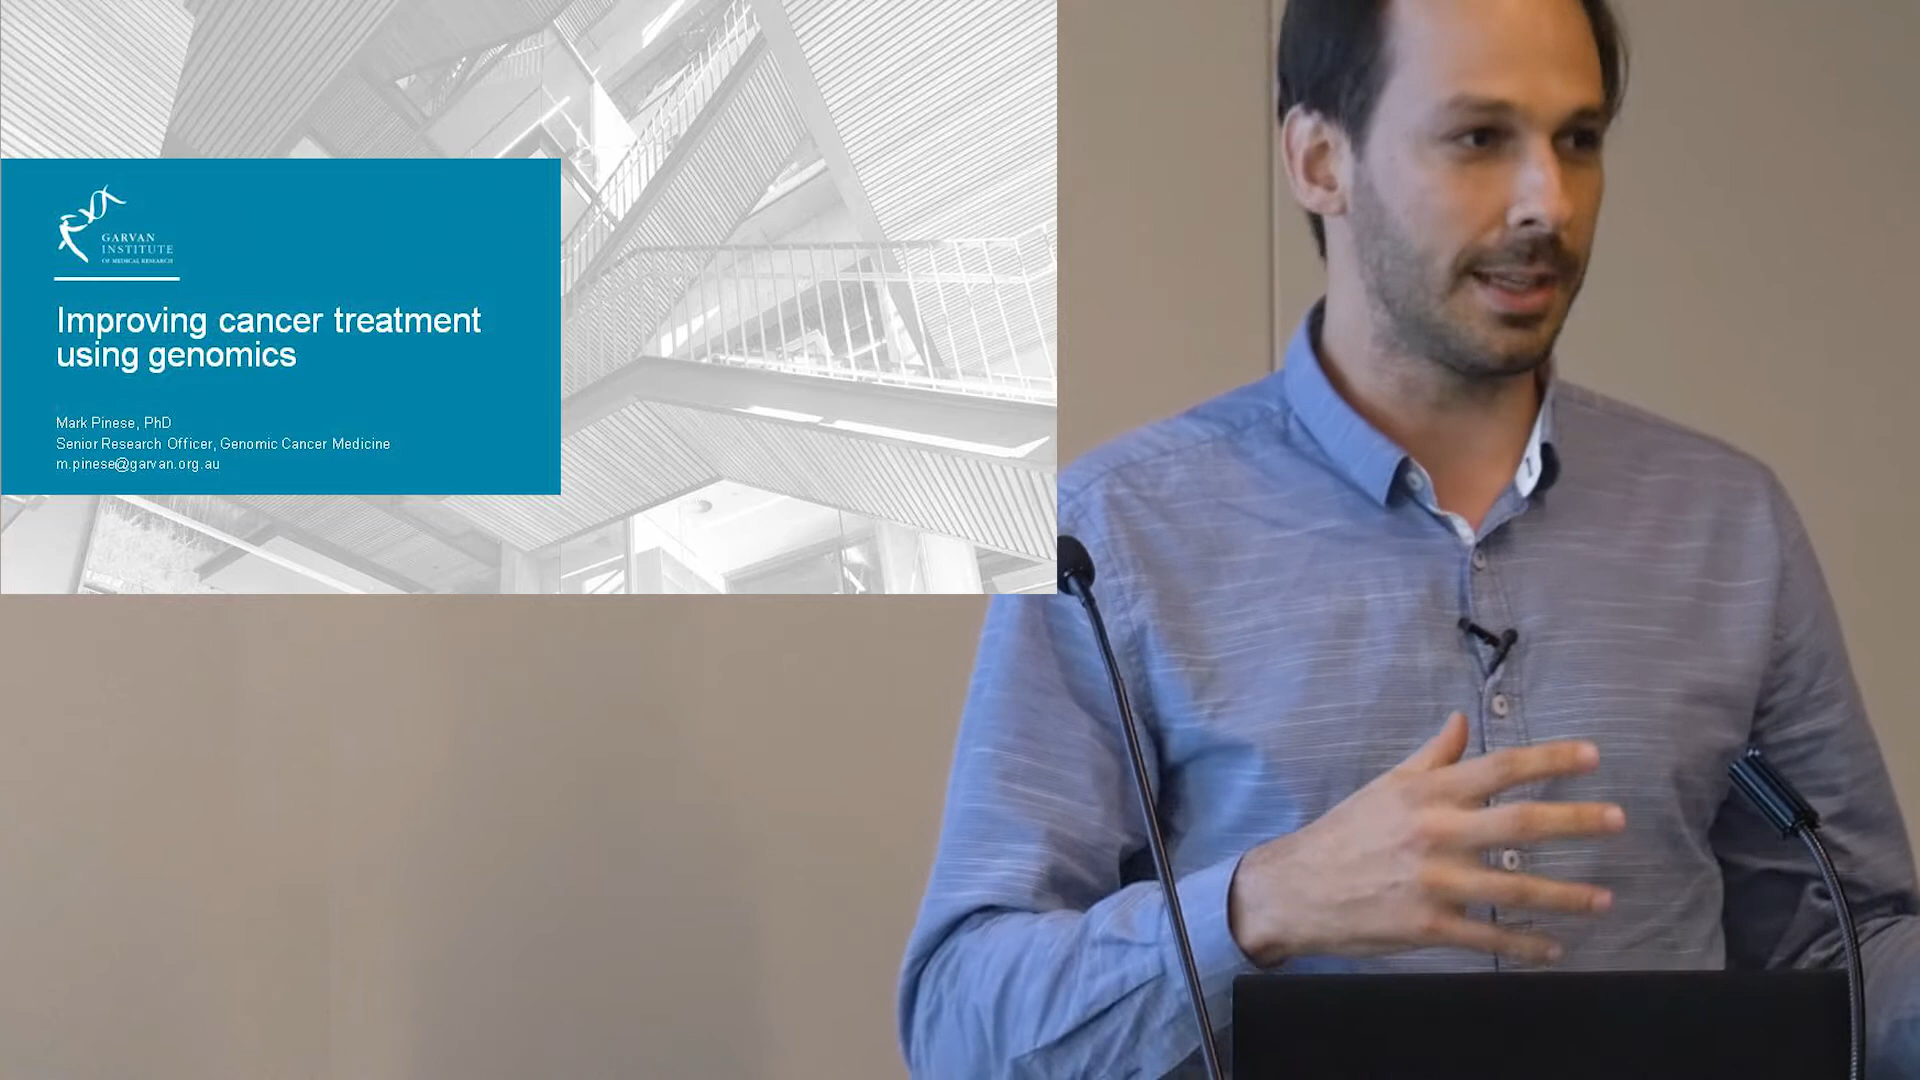 GARVAN
INSTITUTE
OF MEDICAL RESEARCH
Improving cancer treatment
using genomics
Mark Pinese, PhD
Senior Research Officer, Genomic Cancer Medicine
m.pinese@garvan.org.au